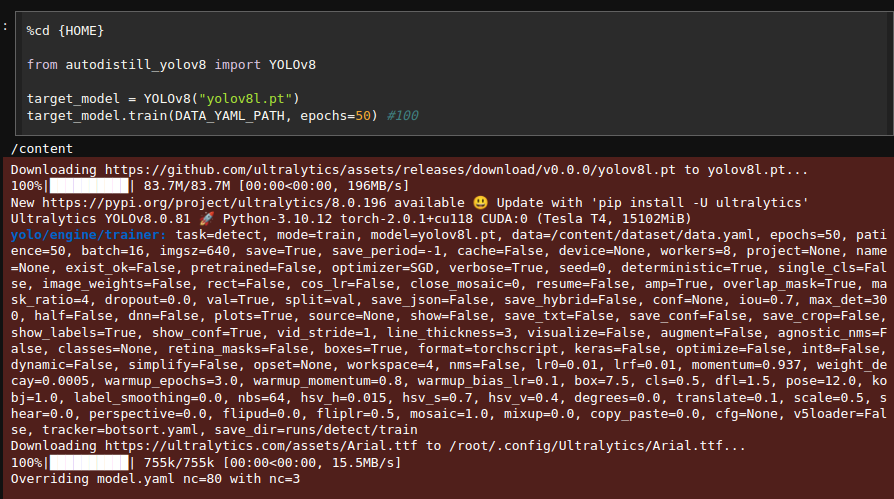 :
%cd {HOME}
from autodistill_yolov8 import YOLOv8
target_model = YOLOv8("yolov8l.pt")
target_model.train(DATA_YAML_PATH, epochs=50) #100
/content
Downloading https://github.com/ultralytics/assets/releases/download/v0.0.0/yolov8l.pt to yolov8l.pt...
100%|██████████| 83.7M/83.7M [00:00<00:00, 196MB/s]
New https://pypi.org/project/ultralytics/8.0.196 available 😃 Update with 'pip install -U ultralytics'
Ultralytics YOLOv8.0.81 🚀 Python-3.10.12 torch-2.0.1+cu118 CUDA:0 (Tesla T4, 15102MiB)
yolo/engine/trainer: task=detect, mode=train, model=yolov8l.pt, data=/content/dataset/data.yaml, epochs=50, pati
ence=50, batch=16, imgsz=640, save=True, save_period=-1, cache=False, device=None, workers=8, project=None, name
=None, exist_ok=False, pretrained=False, optimizer=SGD, verbose=True, seed=0, deterministic=True, single_cls=Fal
se, image_weights=False, rect=False, cos_lr=False, close_mosaic=0, resume=False, amp=True, overlap_mask=True, ma
sk_ratio=4, dropout=0.0, val=True, split=val, save_json=False, save_hybrid=False, conf=None, iou=0.7, max_det=30
0, half=False, dnn=False, plots=True, source=None, show=False, save_txt=False, save_conf=False, save_crop=False,
show_labels=True, show_conf=True, vid_stride=1, line_thickness=3, visualize=False, augment=False, agnostic_nms=F
alse, classes=None, retina_masks=False, boxes=True, format=torchscript, keras=False, optimize=False, int8=False,
dynamic=False, simplify=False, opset=None, workspace=4, nms=False, lr0=0.01, lrf=0.01, momentum=0.937, weight_de
cay=0.0005, warmup_epochs=3.0, warmup_momentum=0.8, warmup_bias_lr=0.1, box=7.5, cls=0.5, dfl=1.5, pose=12.0, ko
bj=1.0, label_smoothing=0.0, nbs=64, hsv_h=0.015, hsv_s=0.7, hsv_v=0.4, degrees=0.0, translate=0.1, scale=0.5, s
hear=0.0, perspective=0.0, flipud=0.0, fliplr=0.5, mosaic=1.0, mixup=0.0, copy_paste=0.0, cfg=None, v5loader=Fal
se, tracker=botsort.yaml, save_dir=runs/detect/train
Downloading https://ultralytics.com/assets/Arial.ttf to /root/.config/Ultralytics/Arial.ttf...
100%|██████████| 755k/755k [00:00<00:00, 15.5MB/s]
Overriding model.yaml nc=80 with nc=3